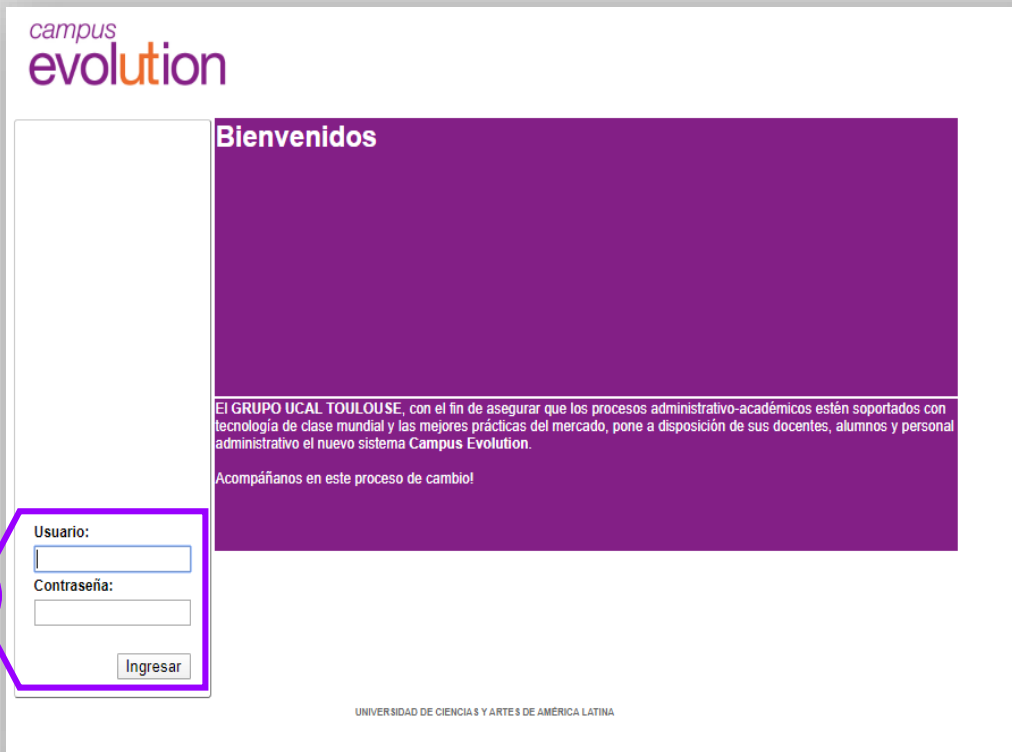 campus
evolution
Bienvenidos
El GRUPO UCAL TOULOUSE, con el fin de asegurar que los procesos administrativo-académicos estén soportados con
tecnología de clase mundial y las mejores prácticas del mercado, pone a disposición de sus docentes, alumnos y personal
administrativo el nuevo sistema Campus Evolution.
Acompáñanos en este proceso de cambio!
Usuario:
Contraseña:
Ingresar
UNIVERSIDAD DE CIENCIAS Y ARTES DE AMÉRICA LATINA